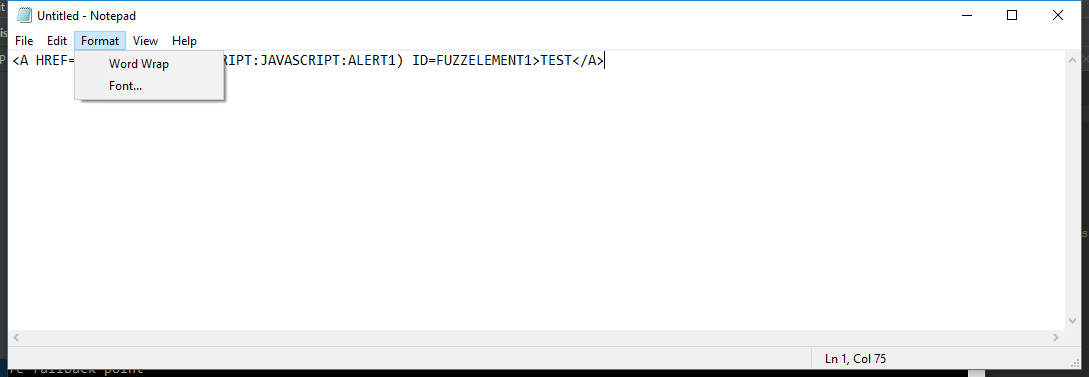 Untitled - Notepad
File Edit Format View Help
<A HREF= RIPT:JAVASCRIPT:ALERT1) ID=FUZZELEMENT1>TEST</A>
Word Wrap
Font...
Ln 1, Col 75
re fallback point